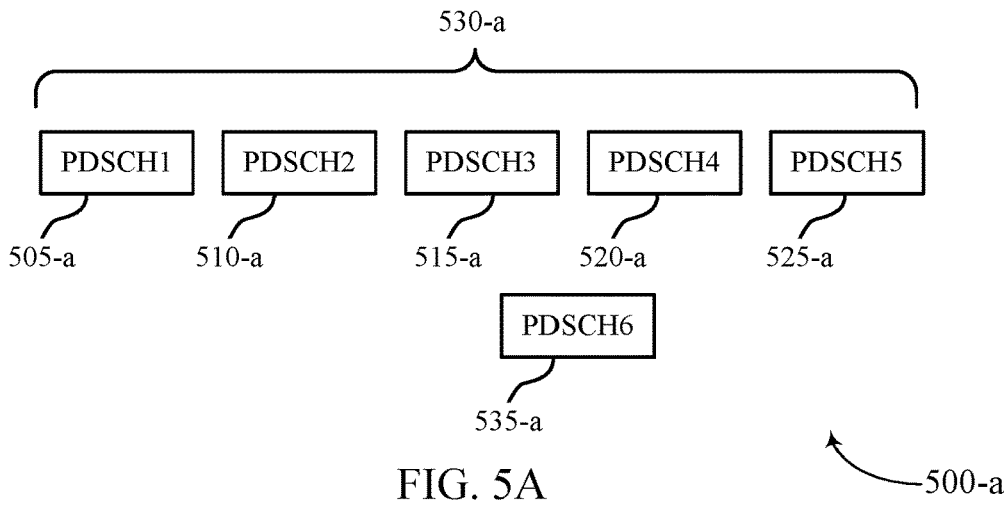 530-a
PDSCH1 PDSCH2 PDSCH3 PDSCH4 PDSCH5
505-a 510-a 515-a 520-a 525-a
PDSCH6
535-a
500-a
FIG. 5A